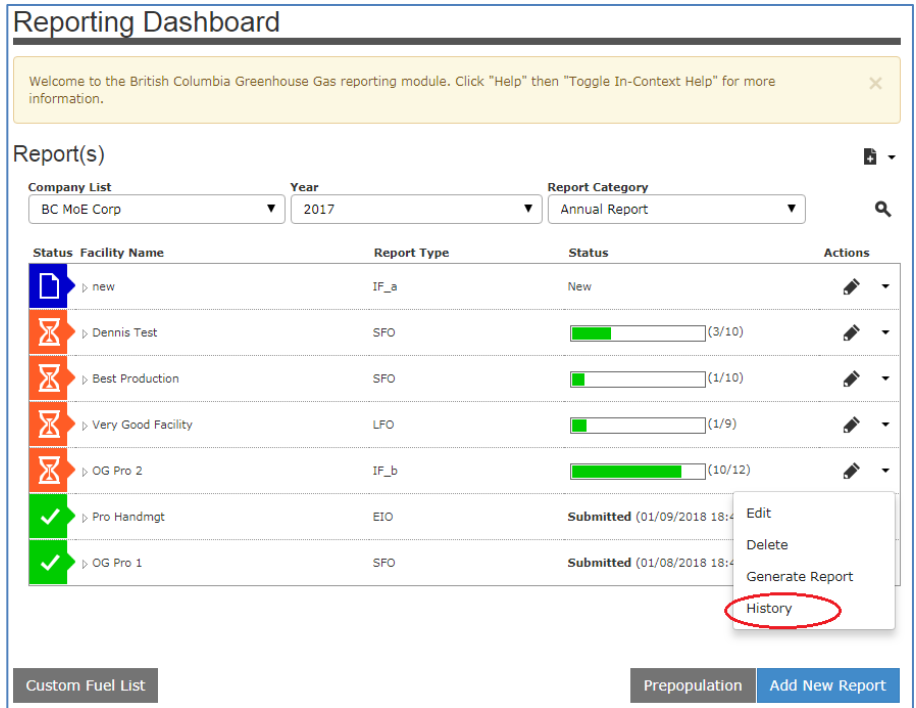 Reporting Dashboard
Welcome to the British Columbia Greenhouse Gas reporting module. Click "Help" then "Toggle In-Context Help" for more
information.
Report(s)
Company List Year Report Category
BC MoE Corp 2017 Annual Report
Status Facility Name Report Type Status Actions
new IF_a New
Dennis Test SFO (3/10)
Best Production SFO (1/10)
Very Good Facility LFO (1/9)
OG Pro 2 IF_b (10/12)
Pro Handmgt EIO Submitted (01/09/2018 18:4
Edit
Delete
OG Pro 1 SFO Submitted (01/08/2018 18:4
Generate Report
History
Custom Fuel List Prepopulation Add New Report